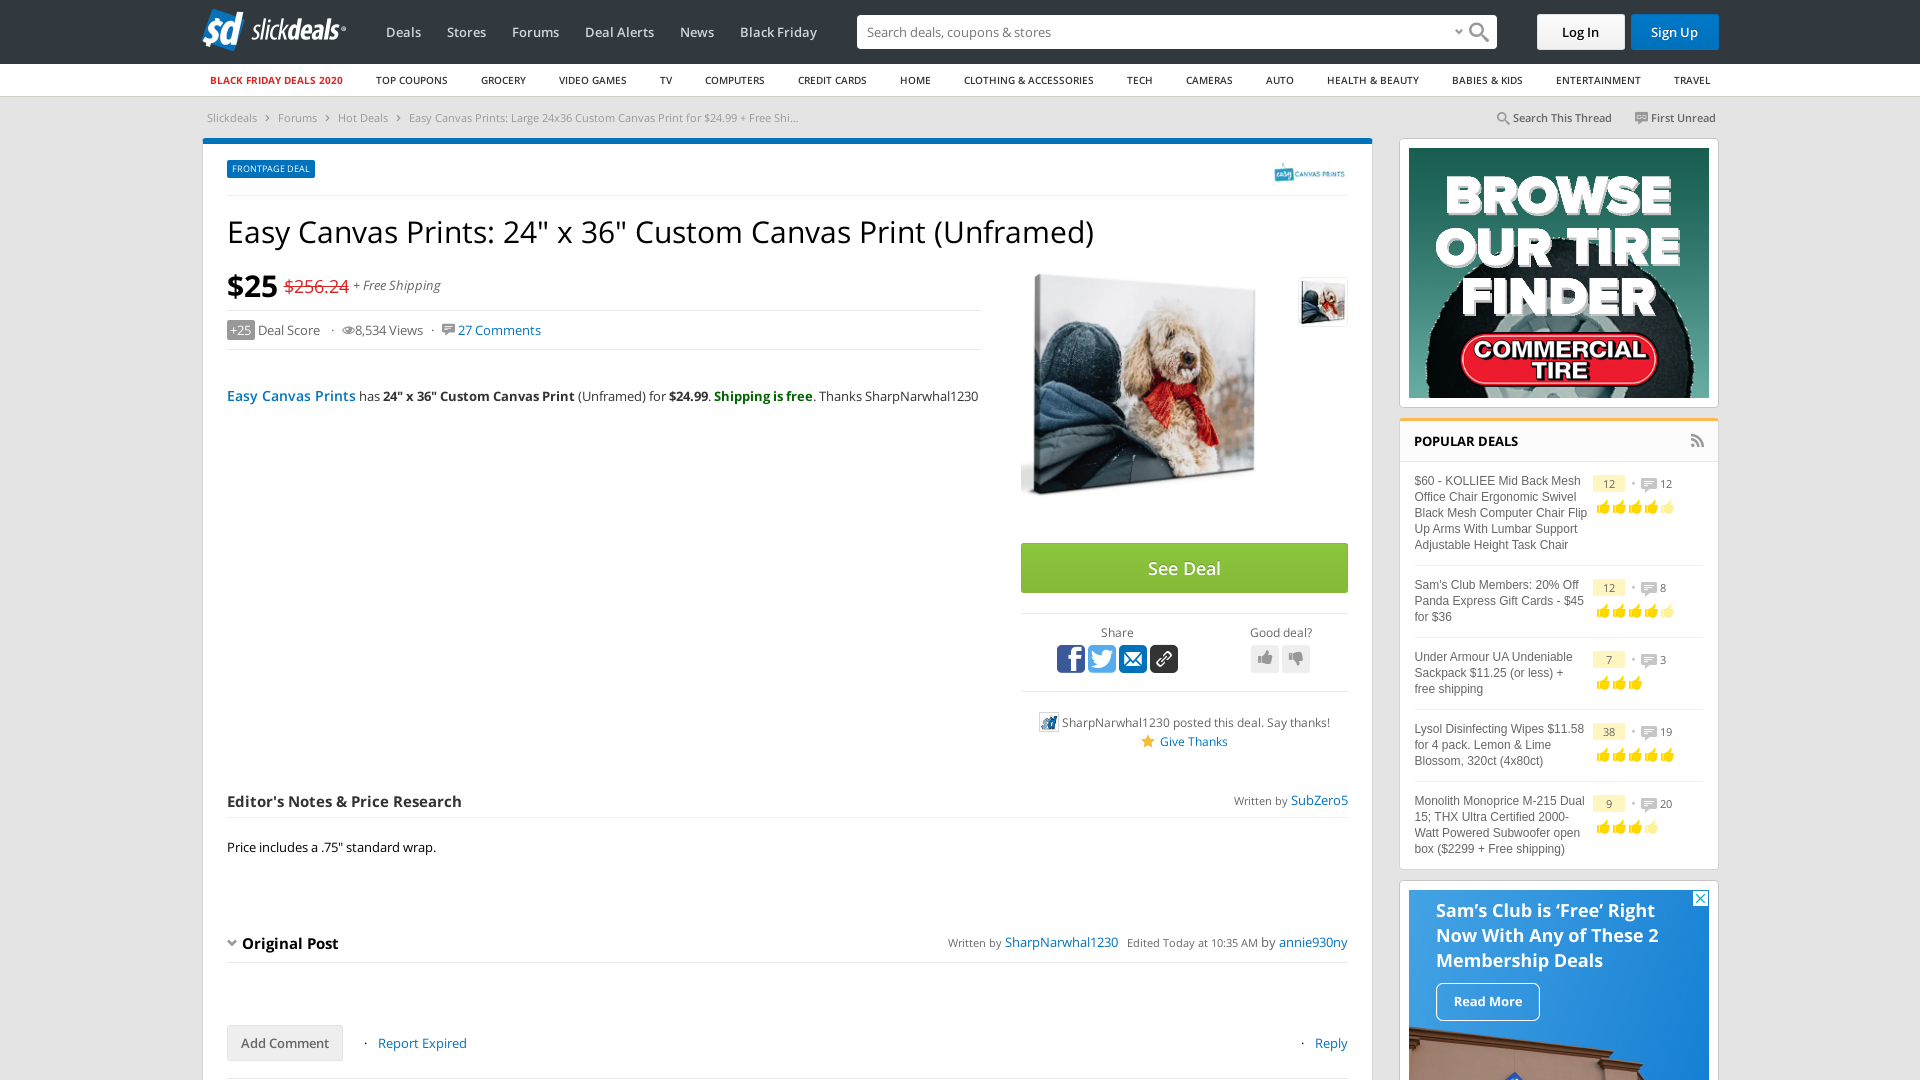 slickdeals
Deals Stores Forums Deal Alerts News Black Friday
Search deals, coupons & stores
Log In Sign Up
BLACK FRIDAY DEALS 2020 TOP COUPONS GROCERY VIDEO GAMES TV COMPUTERS CREDIT CARDS HOME CLOTHING & ACCESSORIES TECH CAMERAS AUTO HEALTH & BEAUTY BABIES & KIDS ENTERTAINMENT TRAVEL
Slickdeals › Forums › Hot Deals › Easy Canvas Prints: Large 24x36 Custom Canvas Print for $24.99 + Free Shi...
Search This Thread First Unread
FRONTPAGE DEAL
easy CANVAS PRINTS
Easy Canvas Prints: 24" x 36" Custom Canvas Print (Unframed)
$25 $256.24 + Free Shipping
+25 Deal Score · 8,534 Views · 27 Comments
Easy Canvas Prints has 24" x 36" Custom Canvas Print (Unframed) for $24.99. Shipping is free. Thanks SharpNarwhal1230
See Deal
Share Good deal?
SharpNarwhal1230 posted this deal. Say thanks!
Give Thanks
Editor's Notes & Price Research
Written by SubZero5
Price includes a .75" standard wrap.
Original Post
Written by SharpNarwhal1230 Edited Today at 10:35 AM by annie930ny
Add Comment · Report Expired
· Reply
BROWSE
OUR TIRE
FINDER
COMMERCIAL
TIRE
POPULAR DEALS
$60 - KOLLIEE Mid Back Mesh
Office Chair Ergonomic Swivel
Black Mesh Computer Chair Flip
Up Arms With Lumbar Support
Adjustable Height Task Chair
12 • 12
Sam's Club Members: 20% Off
Panda Express Gift Cards - $45
for $36
12 • 8
Under Armour UA Undeniable
Sackpack $11.25 (or less) +
free shipping
7 • 3
Lysol Disinfecting Wipes $11.58
for 4 pack. Lemon & Lime
Blossom, 320ct (4x80ct)
38 • 19
Monolith Monoprice M-215 Dual
15; THX Ultra Certified 2000-
Watt Powered Subwoofer open
box ($2299 + Free shipping)
9 • 20
Sam's Club is ‘Free’ Right
Now With Any of These 2
Membership Deals
Read More